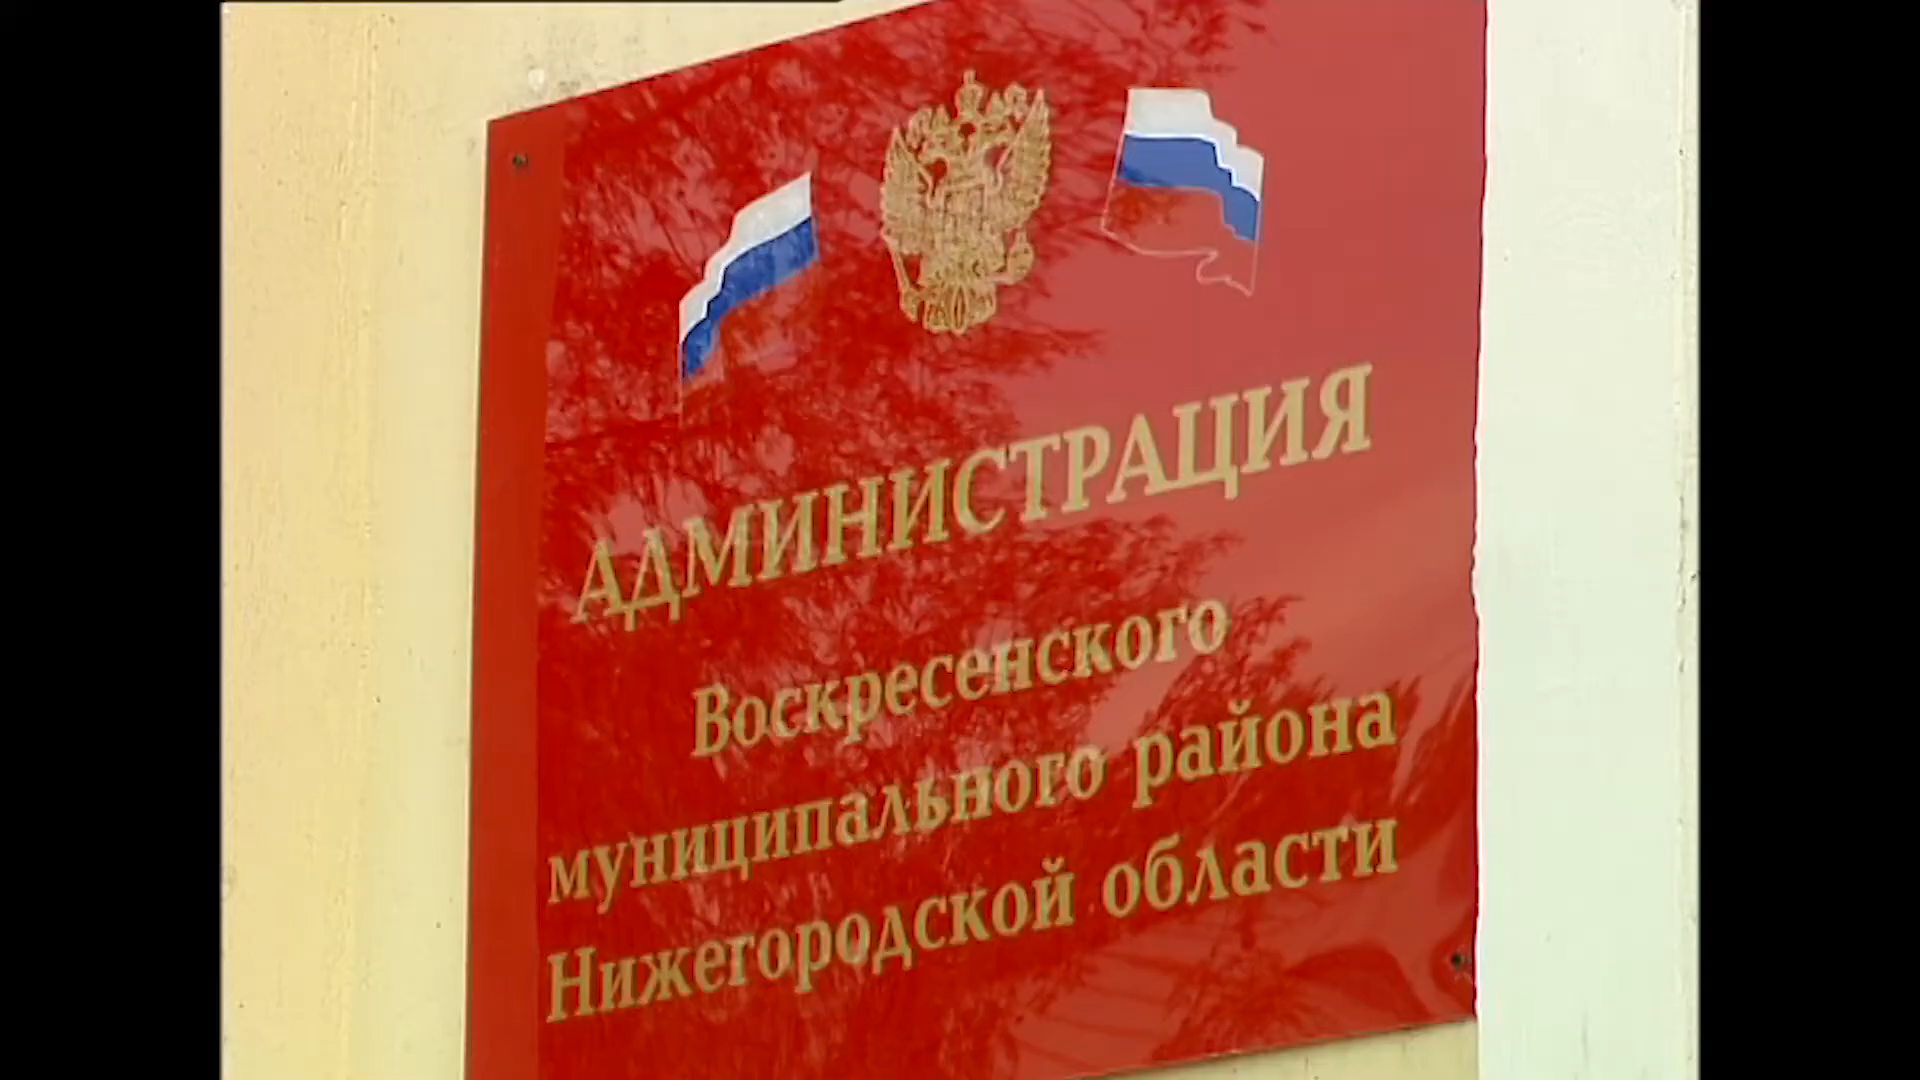 АДМИНИСТРАЦИЯ
Воскресенского
муниципального района
Нижегородской области